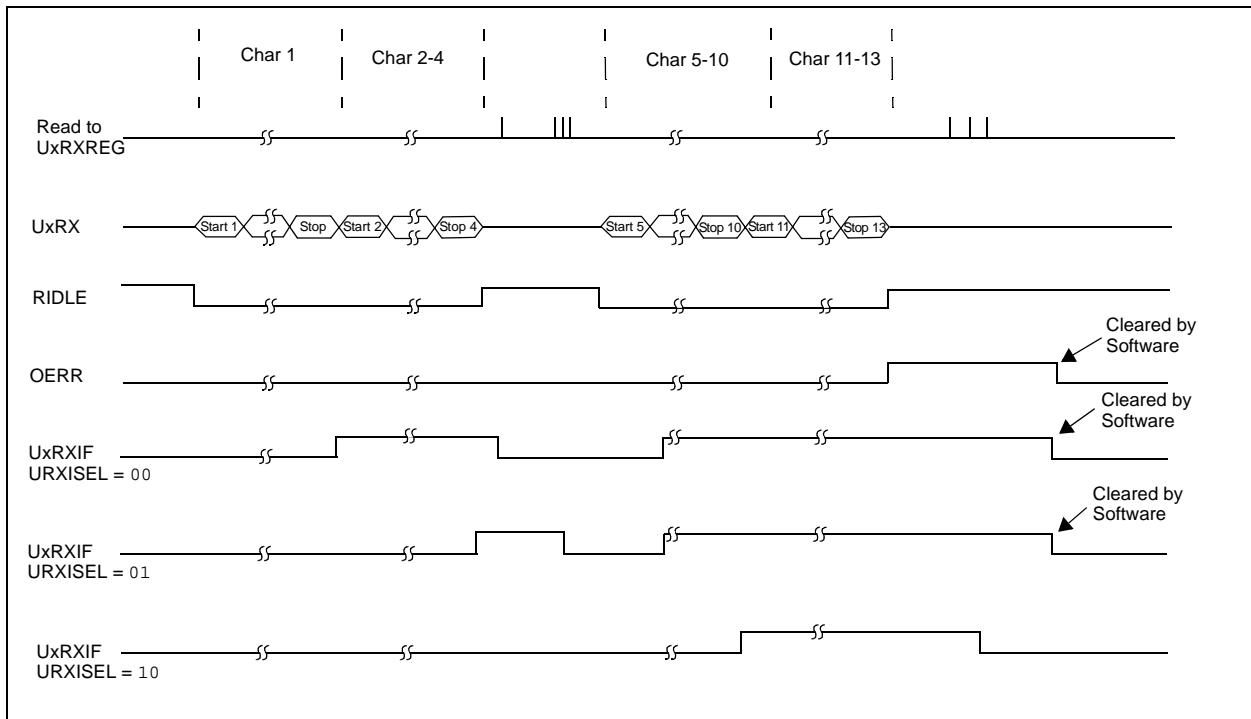 Char 1
Char 2-4
Char 5-10
Char 11-13
Read to
UxRXREG
UxRX
Start 1
Stop
Start 2
Stop 4
Start 5
Stop 10
Start 11
Stop 13
RIDLE
Cleared by
Software
OERR
Cleared by
Software
UxRXIF
URXISEL = 00
Cleared by
Software
UxRXIF
URXISEL = 01
UxRXIF
URXISEL = 10